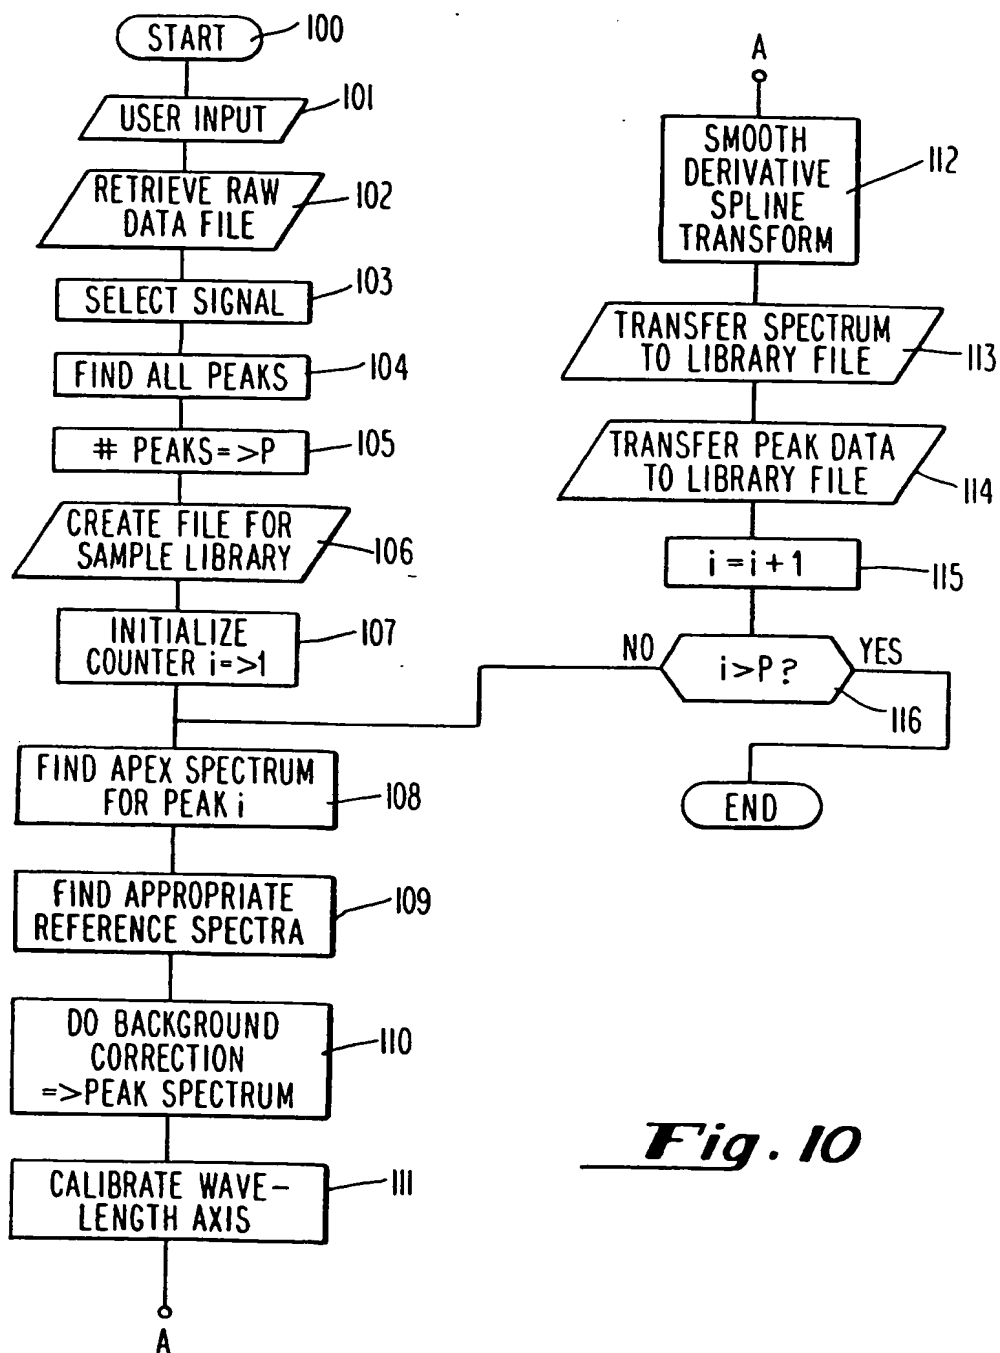 START
100
USER INPUT
101
RETRIEVE RAW
DATA FILE
102
SELECT SIGNAL
103
FIND ALL PEAKS
104
# PEAKS=>P
105
CREATE FILE FOR
SAMPLE LIBRARY
106
INITIALIZE
COUNTER i=>1
107
FIND APEX SPECTRUM
FOR PEAK i
108
FIND APPROPRIATE
REFERENCE SPECTRA
109
DO BACKGROUND
CORRECTION
=>PEAK SPECTRUM
110
CALIBRATE WAVE-
LENGTH AXIS
111
A
A
SMOOTH
DERIVATIVE
SPLINE
TRANSFORM
112
TRANSFER SPECTRUM
TO LIBRARY FILE
113
TRANSFER PEAK DATA
TO LIBRARY FILE
114
i=i+1
115
NO
i>P?
YES
116
END
Fig. 10